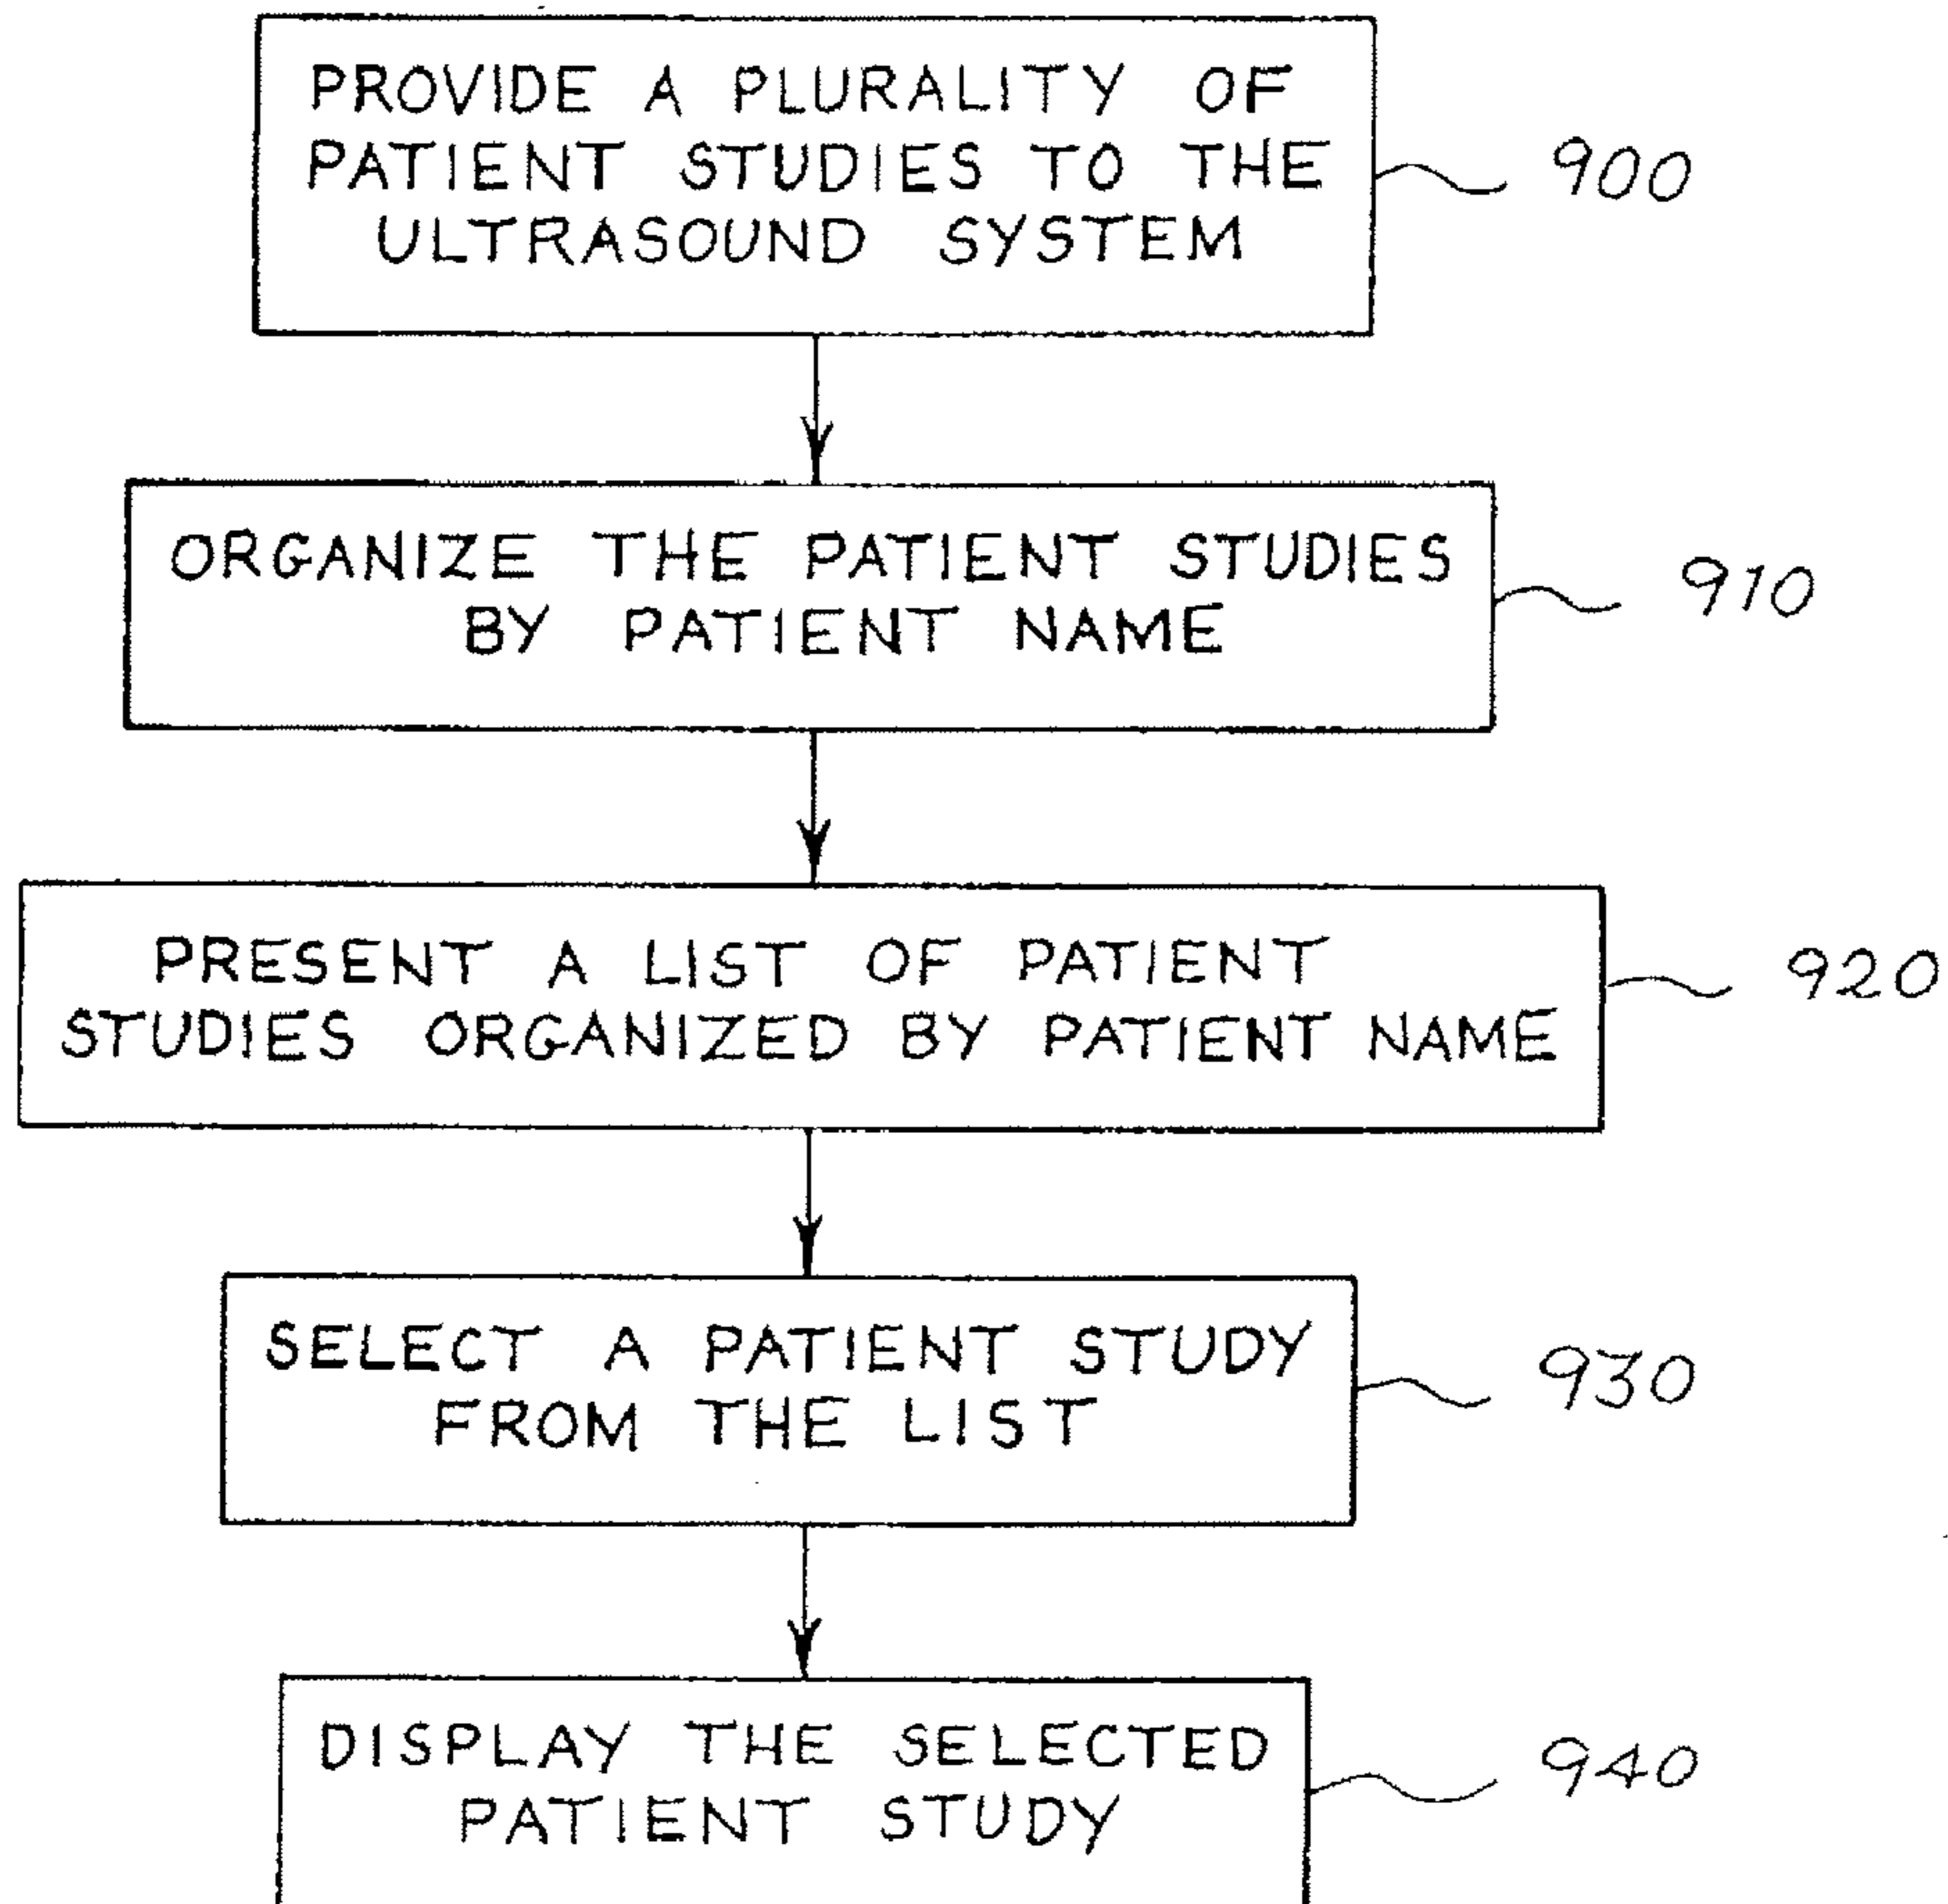 PROVIDE A PLURALITY OF
PATIENT STUDIES TO THE
ULTRASOUND SYSTEM
900
ORGANIZE THE PATIENT STUDIES
BY PATIENT NAME
910
PRESENT A LIST OF PATIENT
STUDIES ORGANIZED BY PATIENT NAME
920
SELECT A PATIENT STUDY
FROM THE LIST
930
DISPLAY THE SELECTED
PATIENT STUDY
940